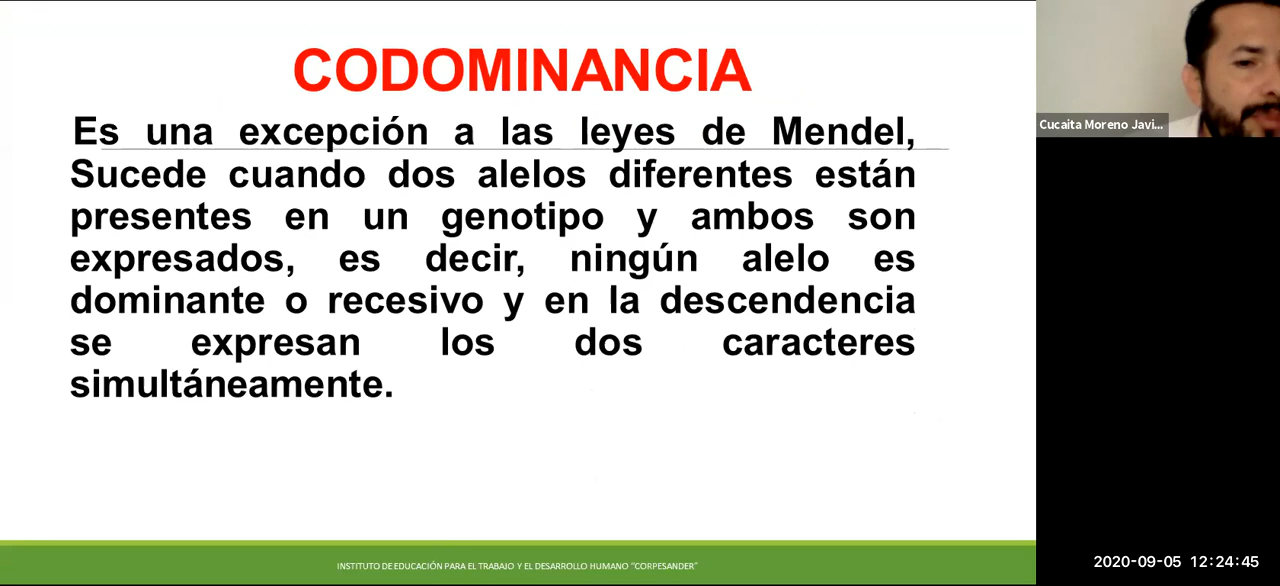 CODOMINANCIA
Es una excepción a las leyes de Mendel,
Sucede cuando dos alelos diferentes están
presentes en un genotipo y ambos son
expresados, es decir, ningún alelo es
dominante o recesivo y en la descendencia
se expresan los dos caracteres
simultáneamente.
Cucaita Moreno Javi...
INSTITUTO DE EDUCACIÓN PARA EL TRABAJO Y EL DESARROLLO HUMANO "CORPESANDER"
2020-09-05 12:24:45